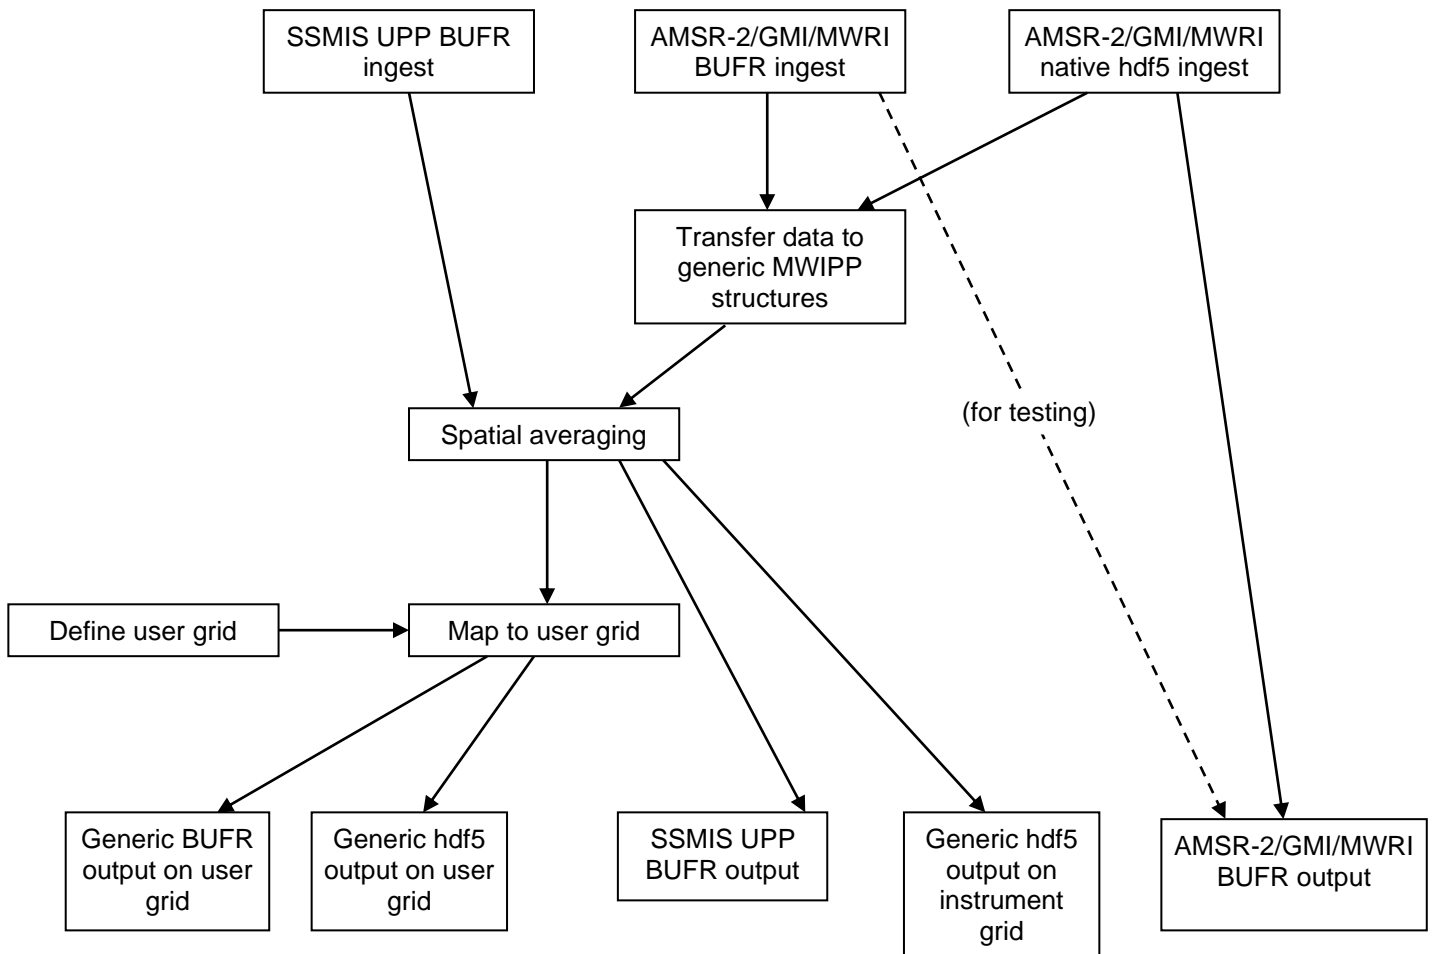 SSMIS UPP BUFR
ingest
AMSR-2/GMI/MWRI
BUFR ingest
AMSR-2/GMI/MWRI
native hdf5 ingest
Transfer data to
generic MWIPP
structures
(for testing)
Spatial averaging
Define user grid
Map to user grid
Generic BUFR
output on user
grid
Generic hdf5
output on user
grid
SSMIS UPP
BUFR output
Generic hdf5
output on
instrument
grid
AMSR-2/GMI/MWRI
BUFR output